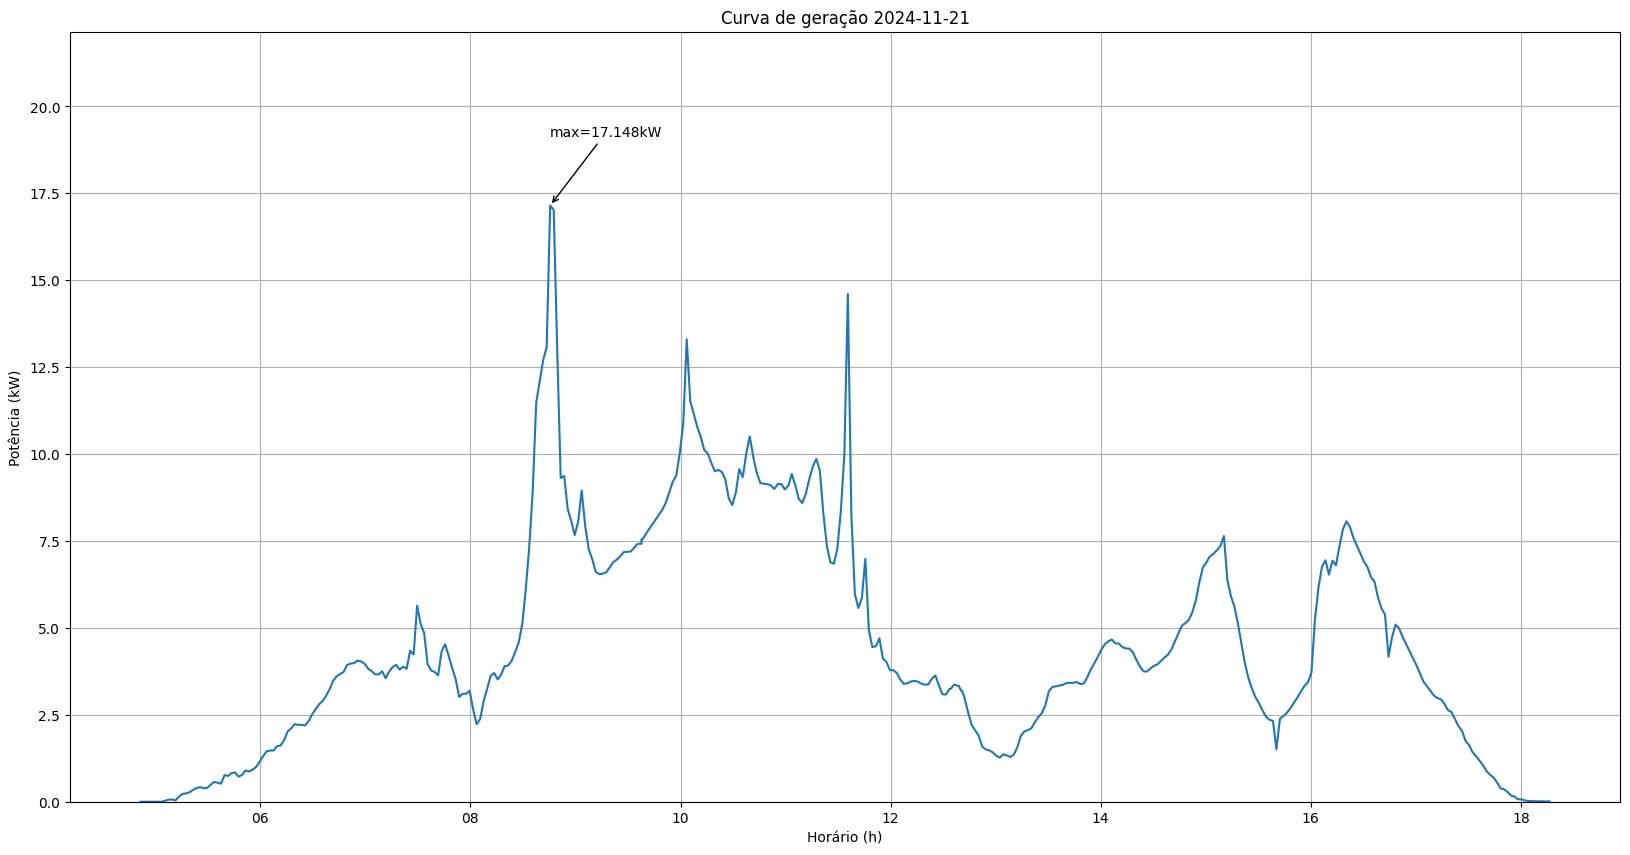 Curva de geração 2024-11-21
20.0
17.5
15.0
12.5
10.0
7.5
5.0
2.5
0.0
Potência (kW)
max=17.148kW
06 08 10 12 14 16 18
Horário (h)